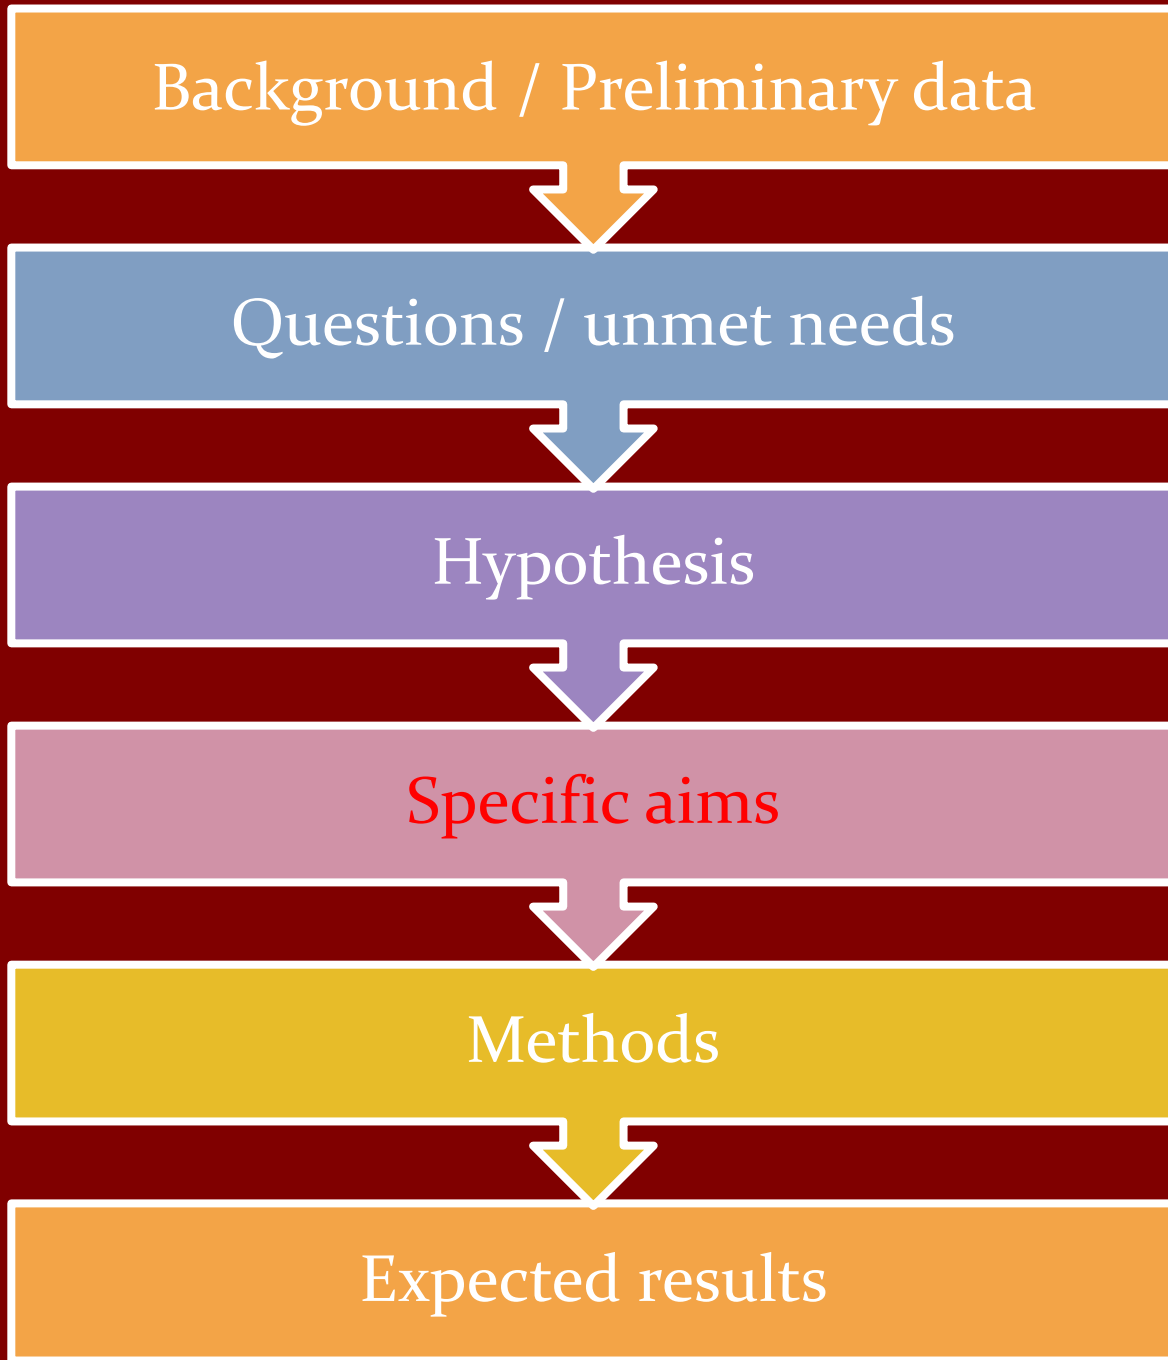 Background / Preliminary data
Questions / unmet needs
Hypothesis
Specific aims
Methods
Expected results